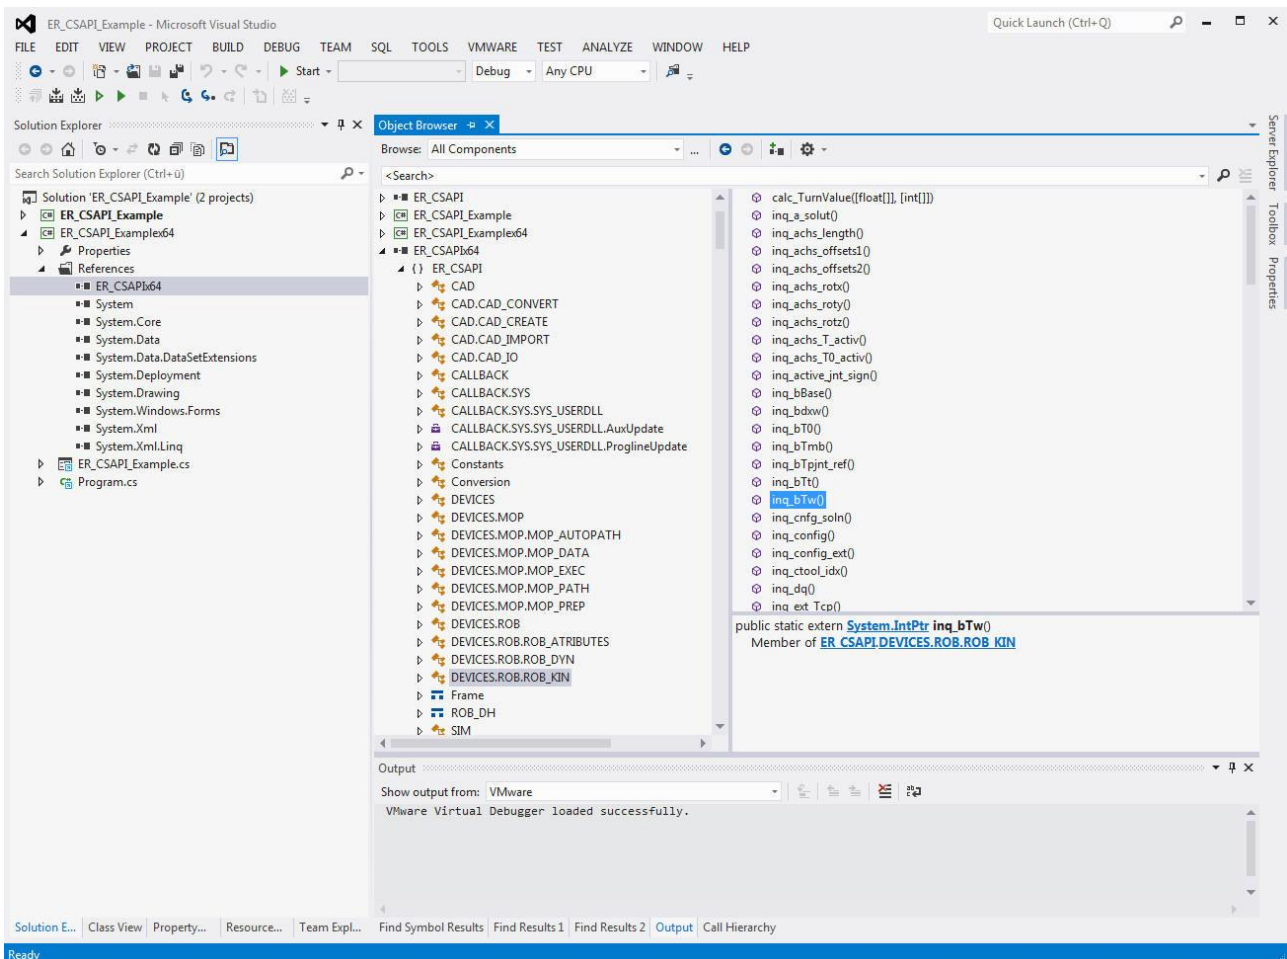 ER_CSAPI_Example - Microsoft Visual Studio
Quick Launch (Ctrl+Q)
FILE EDIT VIEW PROJECT BUILD DEBUG TEAM SQL TOOLS VMWARE TEST ANALYZE WINDOW HELP
Start
Debug
Any CPU
Solution Explorer
Search Solution Explorer (Ctrl+ü)
Solution 'ER_CSAPI_Example' (2 projects)
ER_CSAPI_Example
ER_CSAPI_Examplex64
Properties
References
ER_CSAPIx64
System
System.Core
System.Data
System.Data.DataSetExtensions
System.Deployment
System.Drawing
System.Windows.Forms
System.Xml
System.Xml.Linq
ER_CSAPI_Example.cs
Program.cs
Object Browser
Browse: All Components
...
<Search>
ER_CSAPI
ER_CSAPI_Example
ER_CSAPI_Examplex64
ER_CSAPIx64
{} ER_CSAPI
CAD
CAD.CAD_CONVERT
CAD.CAD_CREATE
CAD.CAD_IMPORT
CAD.CAD_IO
CALLBACK
CALLBACK.SYS
CALLBACK.SYS.SYS_USERDLL
CALLBACK.SYS.SYS_USERDLL.AuxUpdate
CALLBACK.SYS.SYS_USERDLL.ProglineUpdate
Constants
Conversion
DEVICES
DEVICES.MOP
DEVICES.MOP.MOP_AUTOPATH
DEVICES.MOP.MOP_DATA
DEVICES.MOP.MOP_EXEC
DEVICES.MOP.MOP_PATH
DEVICES.MOP.MOP_PREP
DEVICES.ROB
DEVICES.ROB.ROB_ATRIBUTES
DEVICES.ROB.ROB_DYN
DEVICES.ROB.ROB_KIN
Frame
ROB_DH
SIM
calc_TurnValue([float[]], [int[]])
inq_a_solut()
inq_achs_length()
inq_achs_offsets1()
inq_achs_offsets2()
inq_achs_rotx()
inq_achs_roty()
inq_achs_rotz()
inq_achs_T_activ()
inq_achs_T0_activ()
inq_active_jnt_sign()
inq_bBase()
inq_bdxw()
inq_bT0()
inq_bTmb()
inq_bTpjnt_ref()
inq_bTt()
inq_bTw()
inq_cnfg_soln()
inq_config()
inq_config_ext()
inq_ctool_idx()
inq_dq()
inq_ext_Tcp()
public static extern System.IntPtr inq_bTw()
Member of ER_CSAPI.DEVICES.ROB.ROB_KIN
Output
Show output from: VMware
VMware Virtual Debugger loaded successfully.
Solution E... Class View Property... Resource... Team Expl...
Find Symbol Results Find Results 1 Find Results 2 Output Call Hierarchy
Ready
Server Explorer
Toolbox
Properties